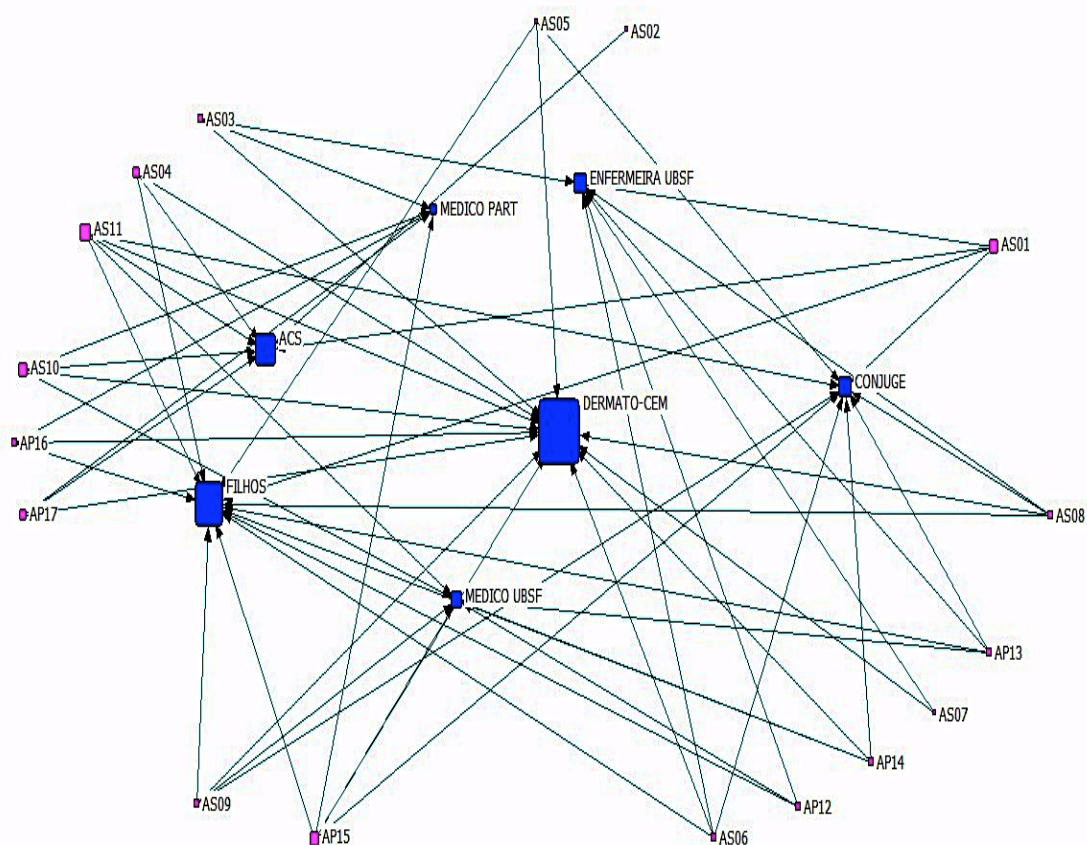 AS05
AS02
AS03
AS04
ENFERMEIRA UBSF
MEDICO PART
AS11
AS01
ACS
AS10
CONJUGE
DERMATO-CEM
AP16
FILHOS
AP17
AS08
MEDICO UBSF
AP13
AS07
AP14
AS09
AP12
AP15
AS06